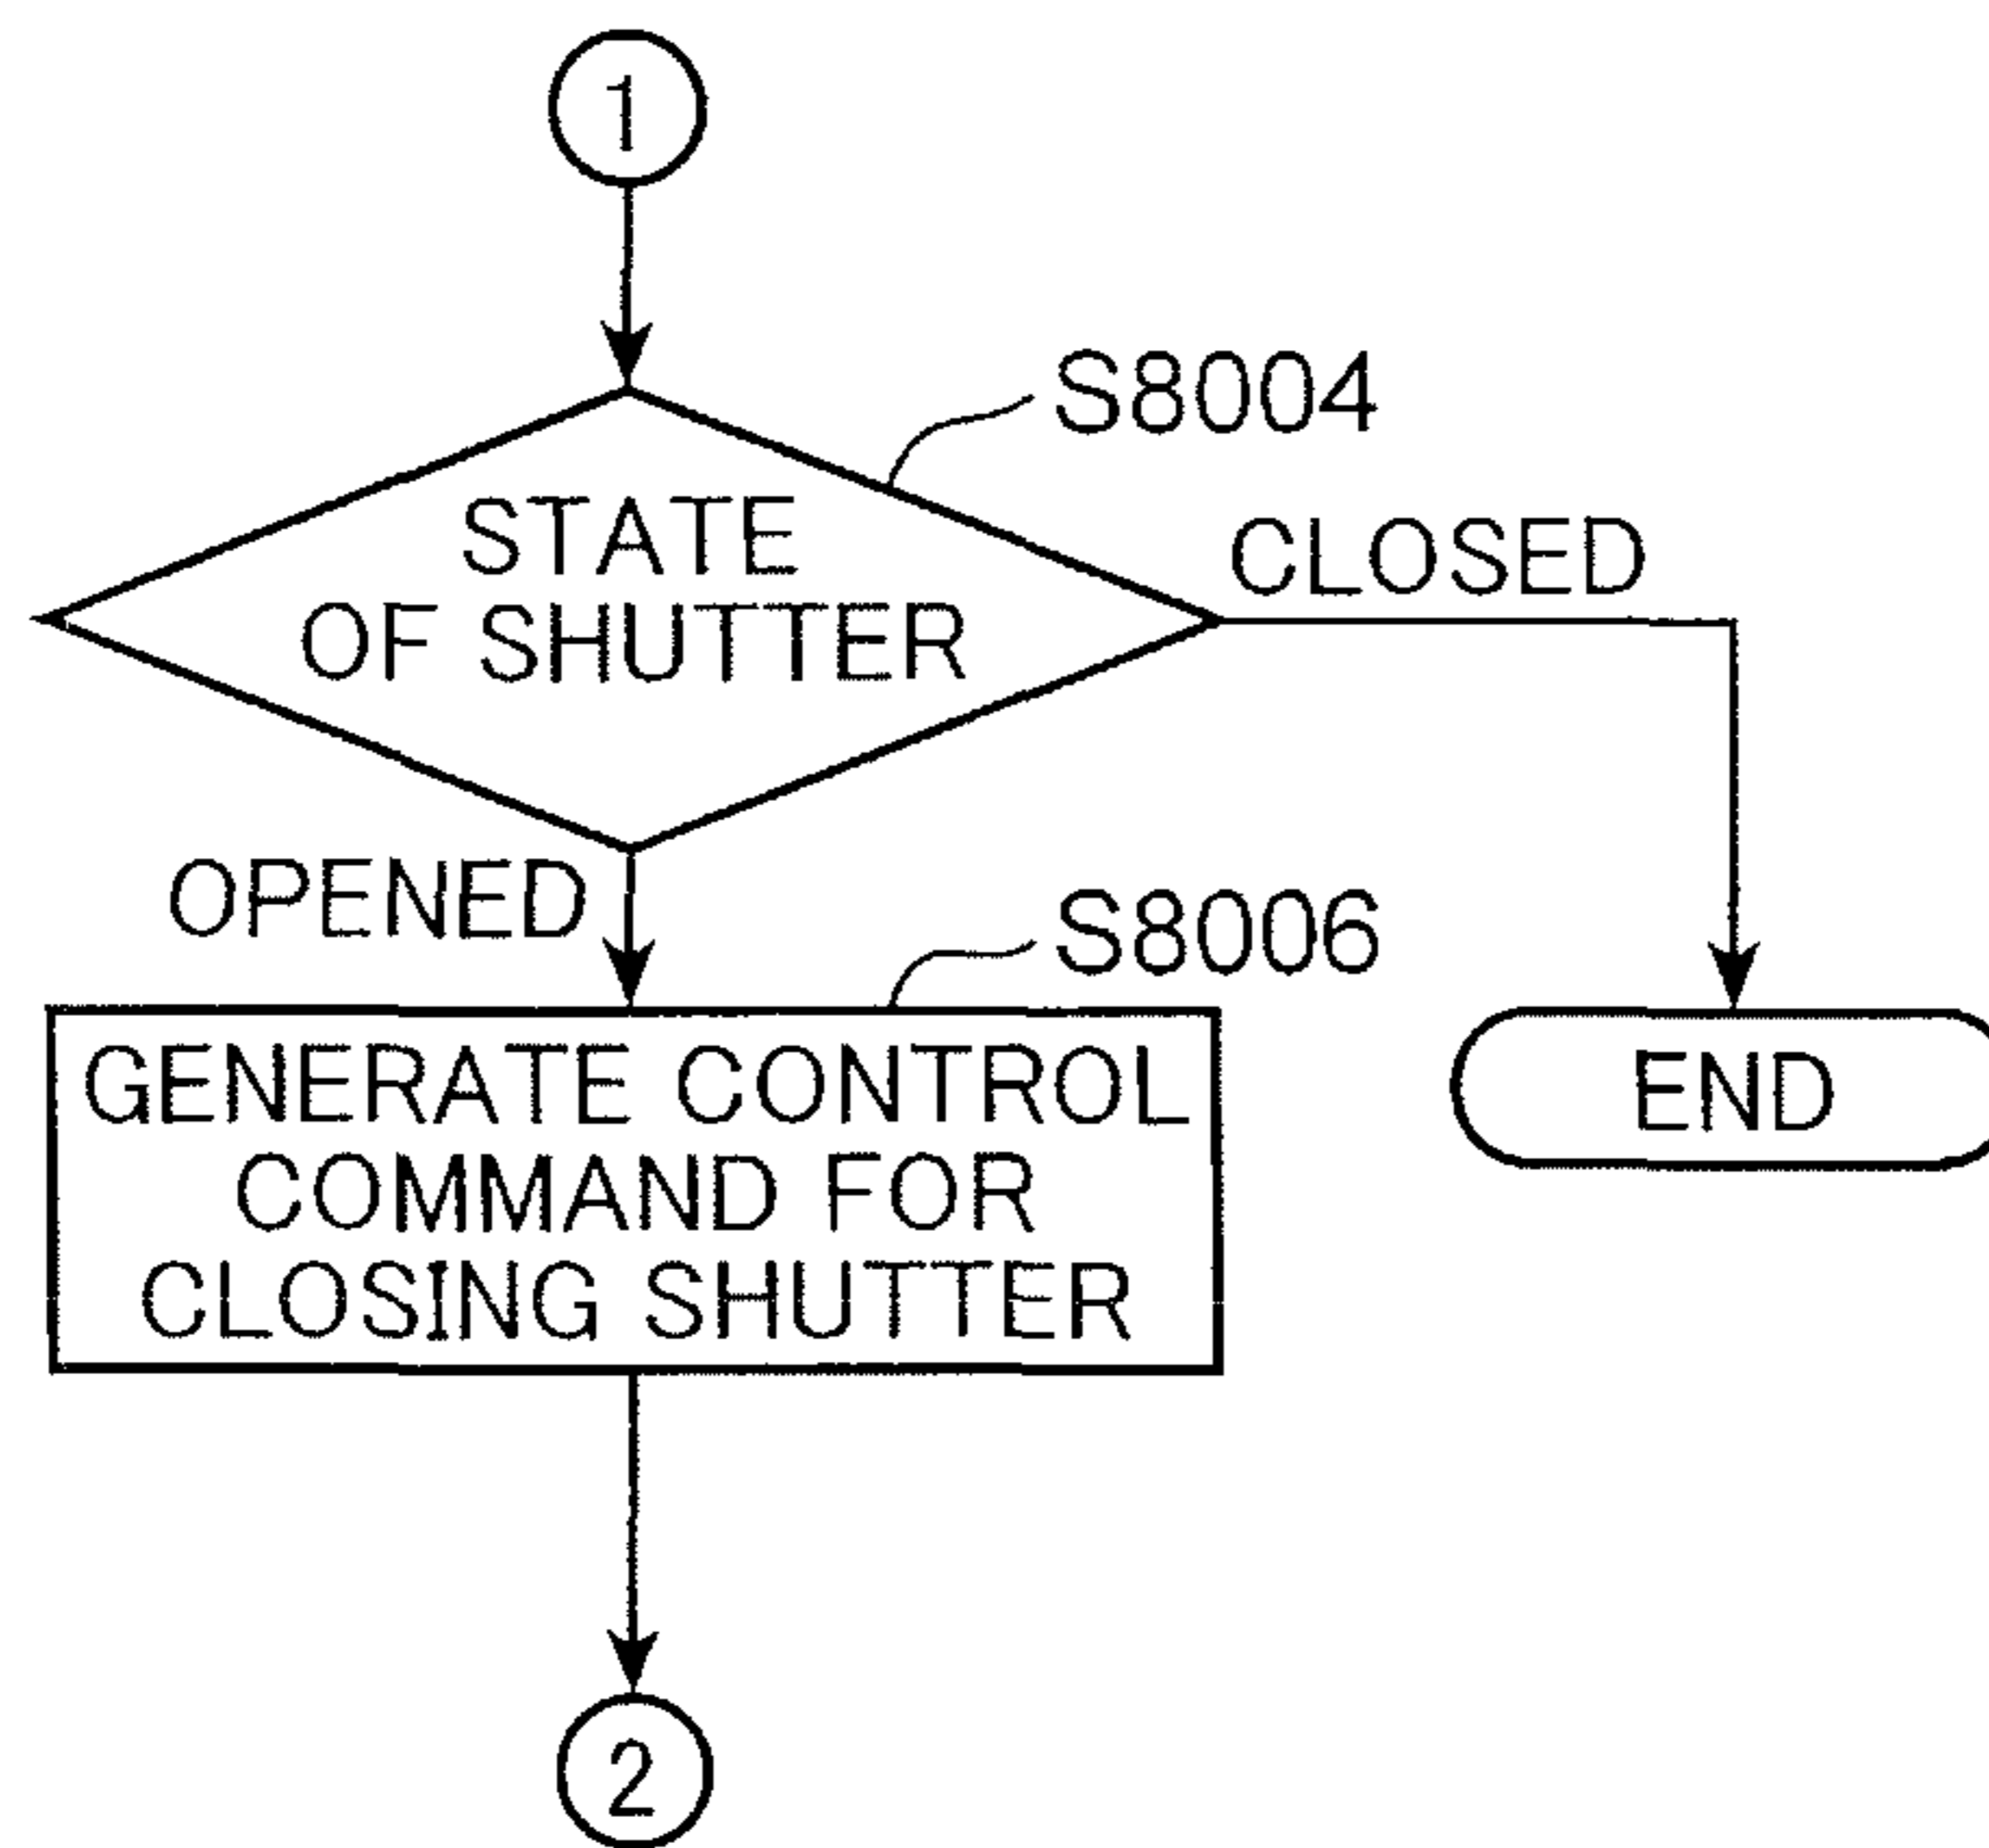 1
S8004
STATE
OF SHUTTER
CLOSED
OPENED
S8006
GENERATE CONTROL
COMMAND FOR
CLOSING SHUTTER
END
2